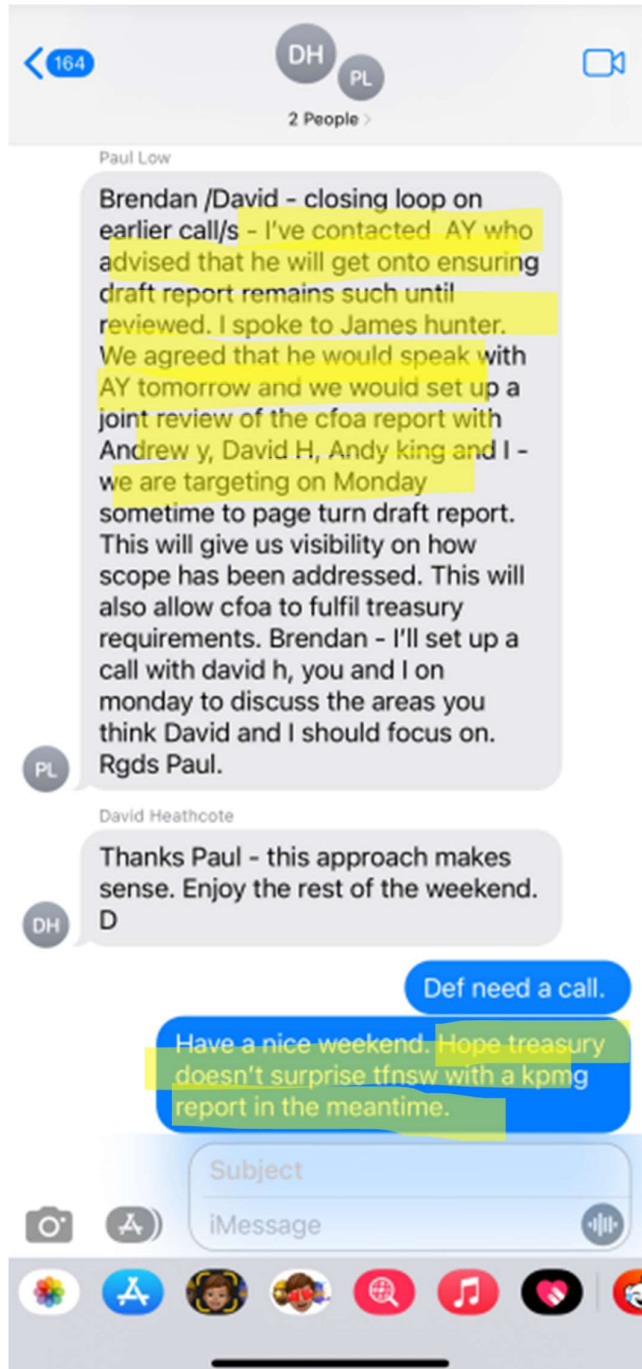 164
DH
PL
2 People >
Paul Low
Brendan /David - closing loop on
earlier call/s - I've contacted AY who
advised that he will get onto ensuring
draft report remains such until
reviewed. I spoke to James hunter.
We agreed that he would speak with
AY tomorrow and we would set up a
joint review of the cfoa report with
Andrew y, David H, Andy king and I -
we are targeting on Monday
sometime to page turn draft report.
This will give us visibility on how
scope has been addressed. This will
also allow cfoa to fulfil treasury
requirements. Brendan - I'll set up a
call with david h, you and I on
monday to discuss the areas you
think David and I should focus on.
Rgds Paul.
PL
David Heathcote
Thanks Paul - this approach makes
sense. Enjoy the rest of the weekend.
D
DH
Def need a call.
Have a nice weekend. Hope treasury
doesn't surprise tfnsw with a kpmg
report in the meantime.
Subject
iMessage